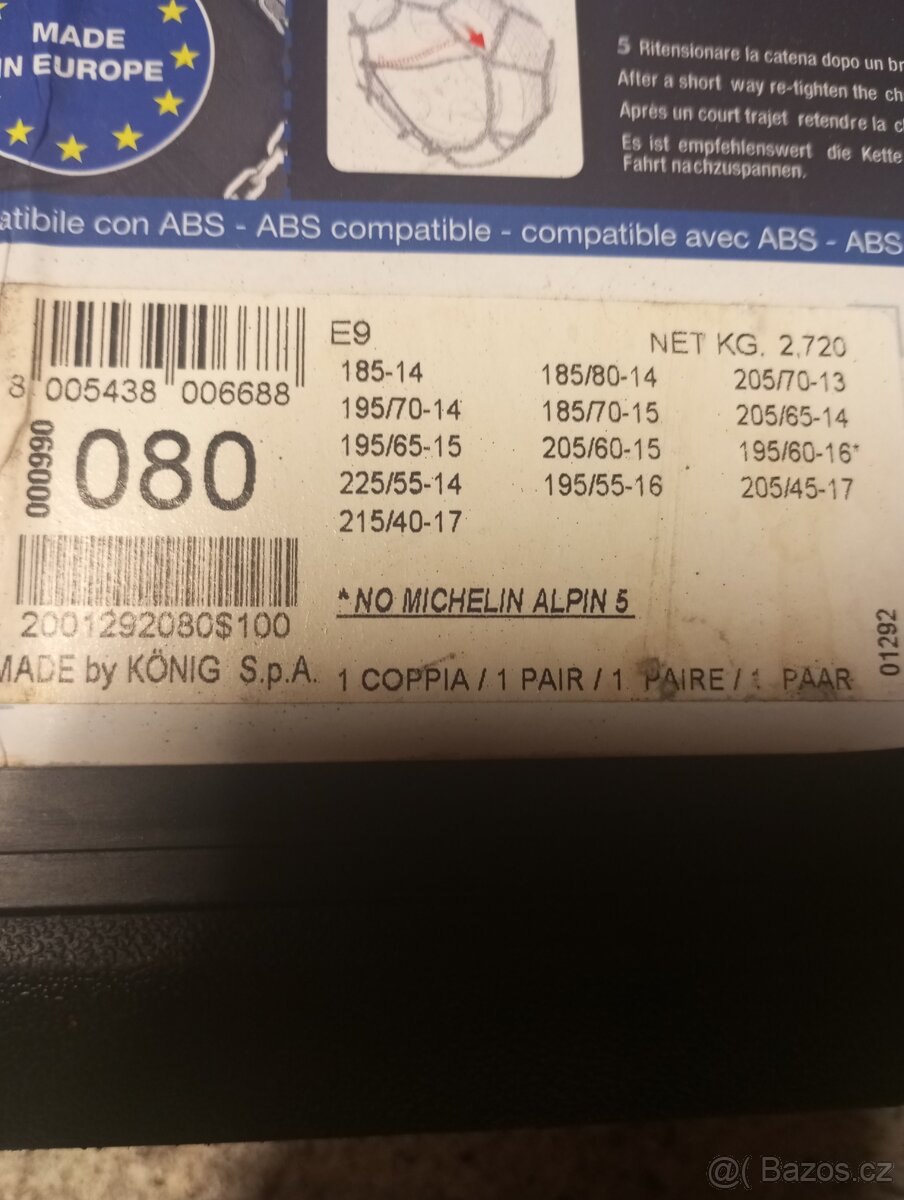 MADE
IN EUROPE
5 Ritensionare la catena dopo un
After a short way re-tighten the
Après un court trajet retendre la
Es ist empfehlenswert die Kette
Fahrt nachzuspannen.
atibile con ABS - ABS compatible - compatible avec ABS - ABS
8 005438 006688
000990
080
2001292080$100
MADE by KÖNIG S.p.A.
E9
NET KG. 2,720
185-14 185/80-14 205/70-13
195/70-14 185/70-15 205/65-14
195/65-15 205/60-15 195/60-16*
225/55-14 195/55-16 205/45-17
215/40-17
*NO MICHELIN ALPIN 5
1 COPPIA / 1 PAIR / 1 PAIRE / 1 PAAR
01292
@( Bazos.cz